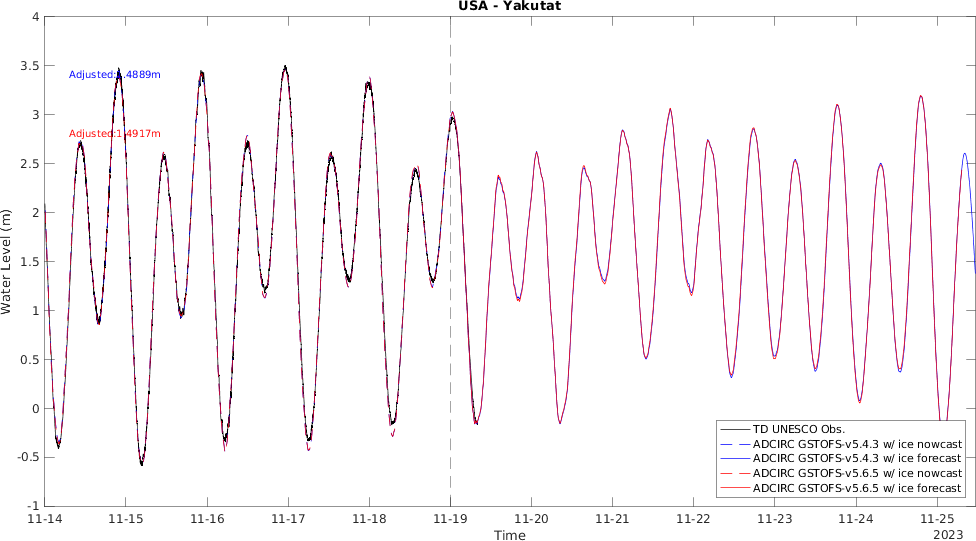 USA - Yakutat
4
3.5
3
2.5
2
1.5
1
0.5
0
-0.5
-1
Water Level (m)
Adjusted:1.4889m
Adjusted:1.4917m
TD UNESCO Obs.
ADCIRC GSTOFS-v5.4.3 w/ ice nowcast
ADCIRC GSTOFS-v5.4.3 w/ ice forecast
ADCIRC GSTOFS-v5.6.5 w/ ice nowcast
ADCIRC GSTOFS-v5.6.5 w/ ice forecast
11-14 11-15 11-16 11-17 11-18 11-19 11-20 11-21 11-22 11-23 11-24 11-25
Time
2023